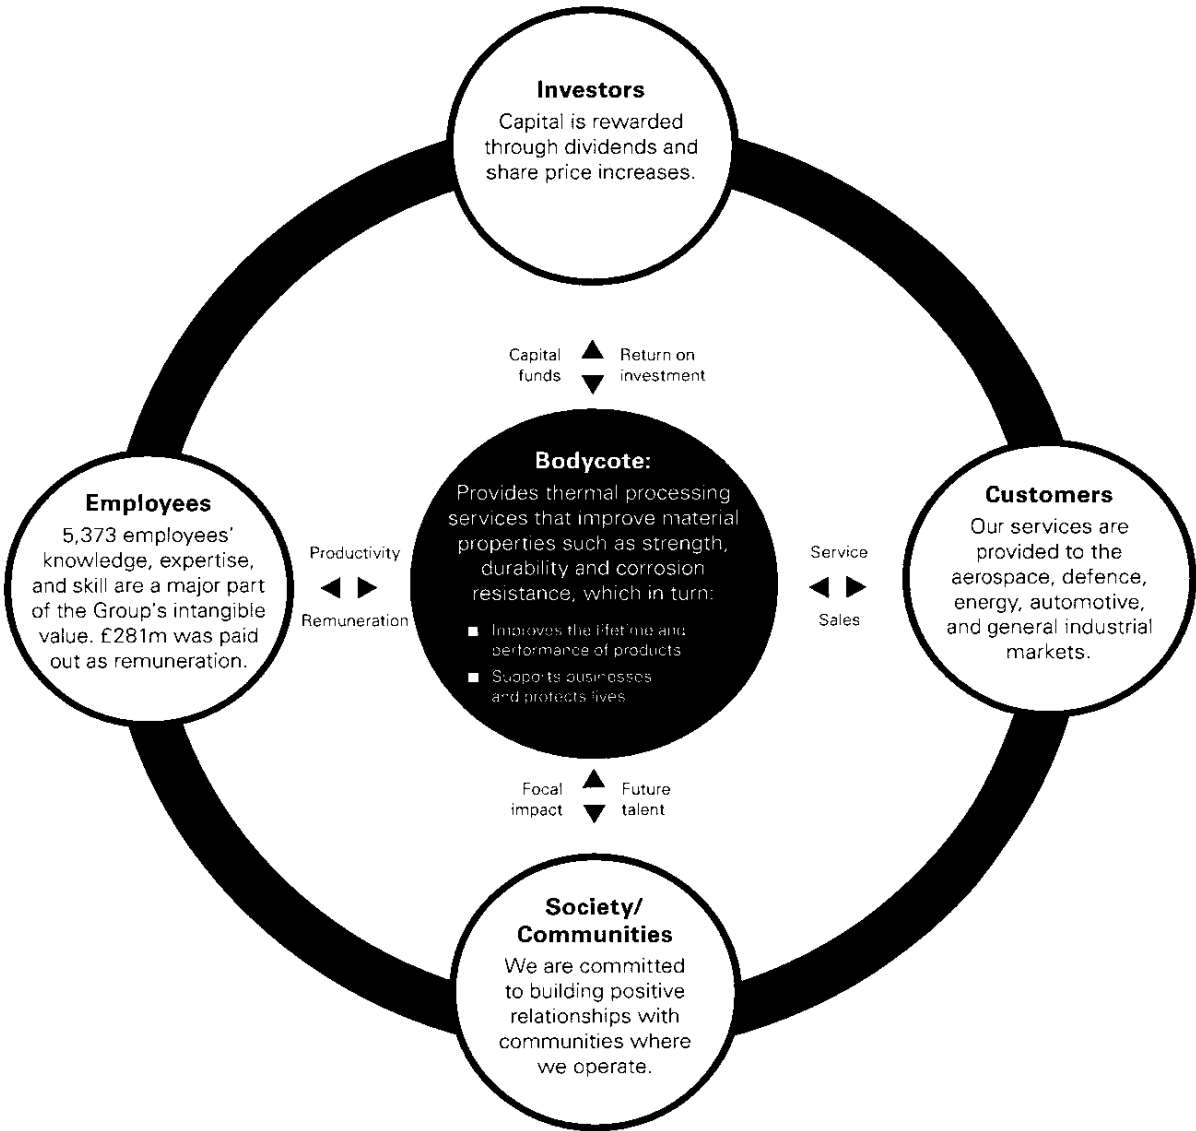 Investors
Capital is rewarded
through dividends and
share price increases.
Capital
funds
Return on
investment
Employees
5,373 employees'
knowledge, expertise,
and skill are a major part
of the Group's intangible
value. £281m was paid
out as remuneration.
Productivity
Remuneration
Bodycote:
Provides thermal processing
services that improve material
properties such as strength,
durability and corrosion
resistance, which in turn:
Improves the lifetime and
performance of products
Supports businesses
and protects lives
Service
Sales
Customers
Our services are
provided to the
aerospace, defence,
energy, automotive,
and general industrial
markets.
Focal
impact
Future
talent
Society/
Communities
We are committed
to building positive
relationships with
communities where
we operate.